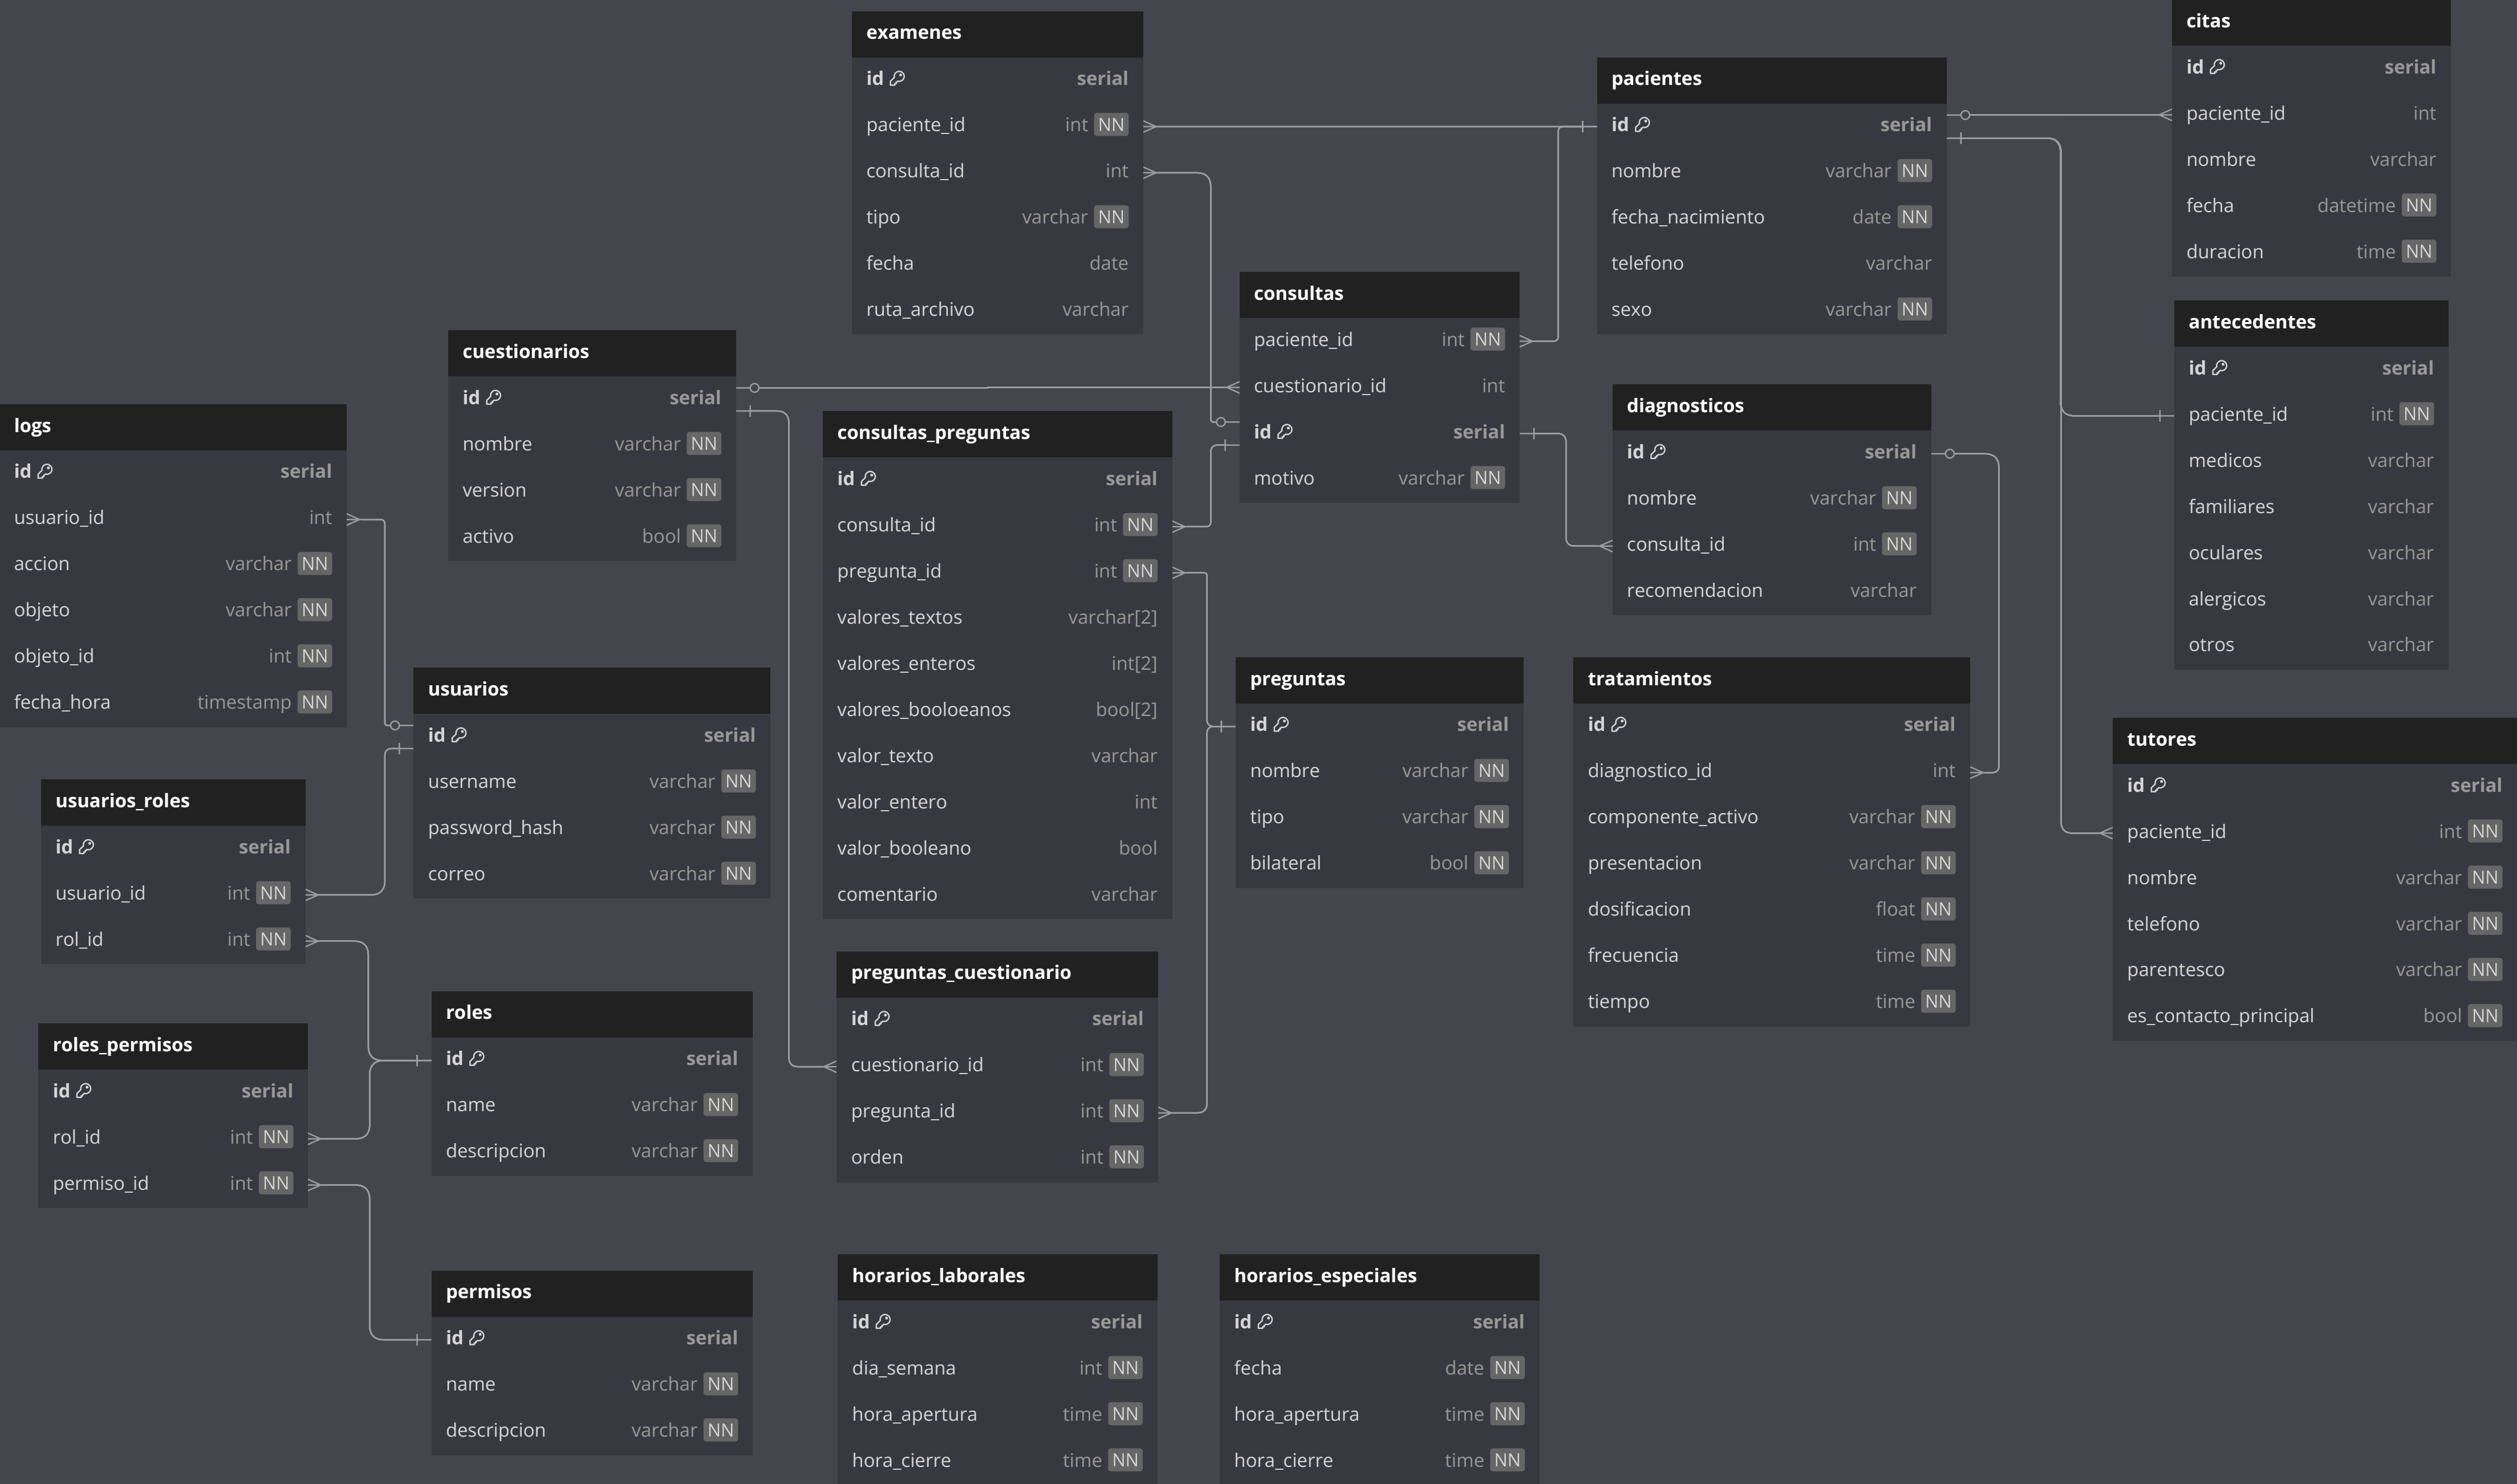 examenes
id serial
paciente_id int NN
consulta_id int
tipo varchar NN
fecha date
ruta_archivo varchar
pacientes
id serial
nombre varchar NN
fecha_nacimiento date NN
telefono varchar
sexo varchar NN
citas
id serial
paciente_id int
nombre varchar
fecha datetime NN
duracion time NN
consultas
paciente_id int NN
cuestionario_id int
id serial
motivo varchar NN
antecedentes
id serial
paciente_id int NN
medicos varchar
familiares varchar
oculares varchar
alergicos varchar
otros varchar
cuestionarios
id serial
nombre varchar NN
version varchar NN
activo bool NN
diagnosticos
id serial
nombre varchar NN
consulta_id int NN
recomendacion varchar
logs
id serial
usuario_id int
accion varchar NN
objeto varchar NN
objeto_id int NN
fecha_hora timestamp NN
consultas_preguntas
id serial
consulta_id int NN
pregunta_id int NN
valores_textos varchar[2]
valores_enteros int[2]
valores_booloeanos bool[2]
valor_texto varchar
valor_entero int
valor_booleano bool
comentario varchar
usuarios
id serial
username varchar NN
password_hash varchar NN
correo varchar NN
preguntas
id serial
nombre varchar NN
tipo varchar NN
bilateral bool NN
tratamientos
id serial
diagnostico_id int
componente_activo varchar NN
presentacion varchar NN
dosificacion float NN
frecuencia time NN
tiempo time NN
tutores
id serial
paciente_id int NN
nombre varchar NN
telefono varchar NN
parentesco varchar NN
es_contacto_principal bool NN
usuarios_roles
id serial
usuario_id int NN
rol_id int NN
preguntas_cuestionario
id serial
cuestionario_id int NN
pregunta_id int NN
orden int NN
roles
id serial
name varchar NN
descripcion varchar NN
roles_permisos
id serial
rol_id int NN
permiso_id int NN
permisos
id serial
name varchar NN
descripcion varchar NN
horarios_laborales
id serial
dia_semana int NN
hora_apertura time NN
hora_cierre time NN
horarios_especiales
id serial
fecha date NN
hora_apertura time NN
hora_cierre time NN